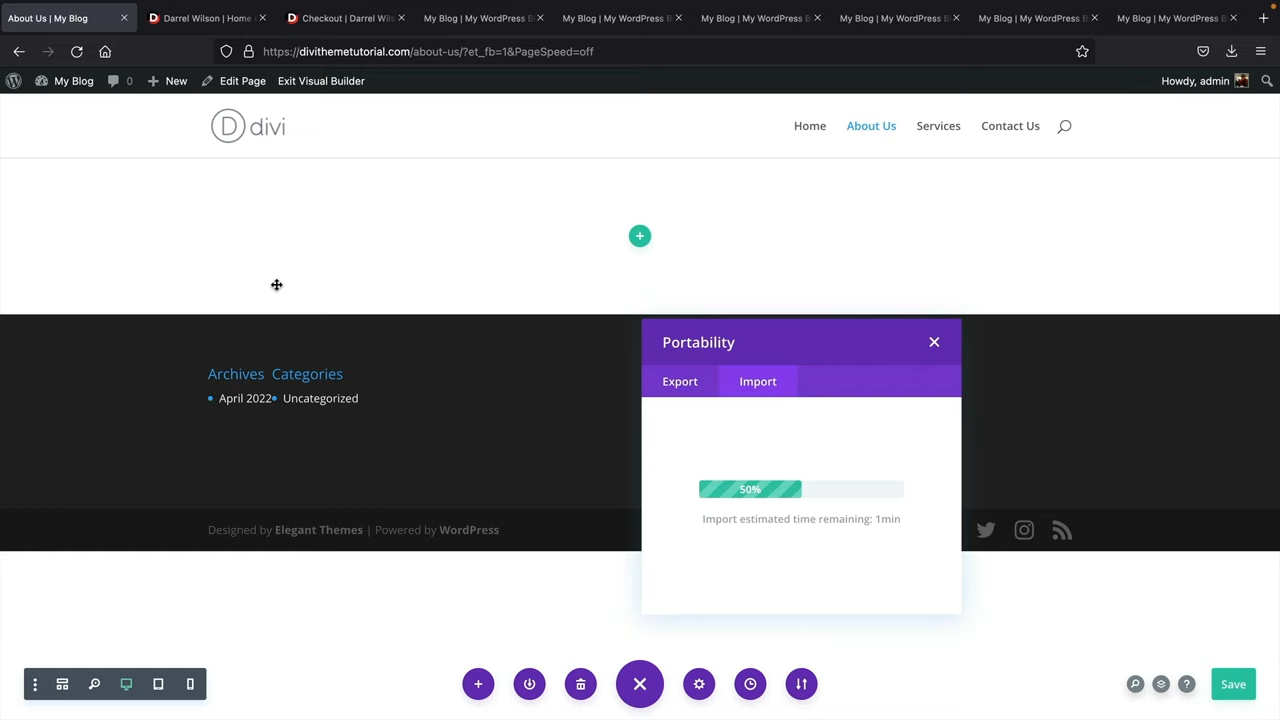 About Us | My Blog
Darrel Wilson | Home
Checkout | Darrel Wils
My Blog | My WordPress B
My Blog | My WordPress B
My Blog | My WordPress B
My Blog | My WordPress B
My Blog | My WordPress B
My Blog | My WordPress B
https://divithemetutorial.com/about-us/?et_fb=1&PageSpeed=off
My Blog
0
New
Edit Page
Exit Visual Builder
Howdy, admin
D divi
Home
About Us
Services
Contact Us
Portability
Export
Import
Archives
Categories
April 2022
Uncategorized
50%
Import estimated time remaining: 1min
Designed by Elegant Themes | Powered by WordPress
Save